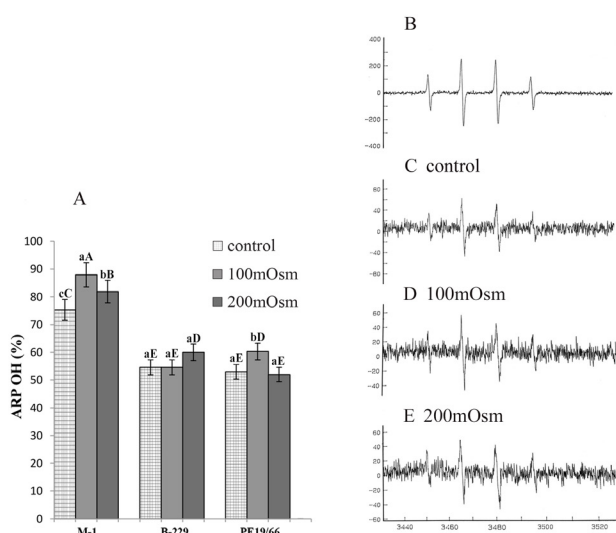 A
ARP OH (%)
100
90
80
70
60
50
40
30
20
10
0
control
100mOsm
200mOsm
cC
aA
bB
aE
aE
aD
aE
bD
aE
M-1
B-229
PF19/66
B
400
200
0
-200
-400
C control
60
40
0
-40
-80
D 100mOsm
60
40
20
0
-20
-40
-60
E 200mOsm
60
40
20
0
-20
-40
-60
3440
3460
3480
3500
3520